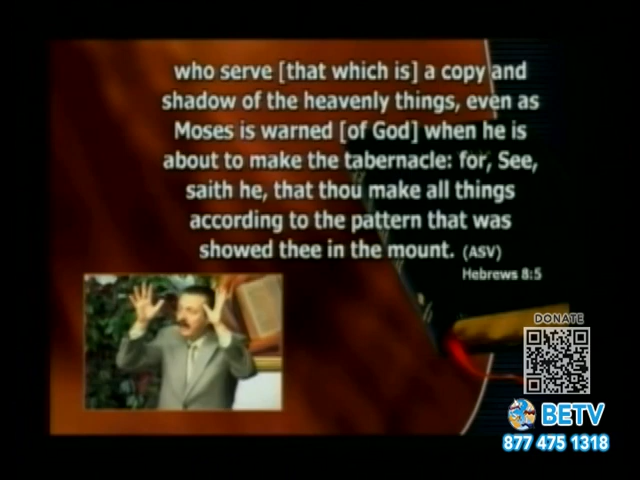 who serve [that which is] a copy and
shadow of the heavenly things, even as
Moses is warned [of God] when he is
about to make the tabernacle: for, See,
saith he, that thou make all things
according to the pattern that was
showed thee in the mount. (ASV)
Hebrews 8:5
DONATE
BETV
877 475 1318